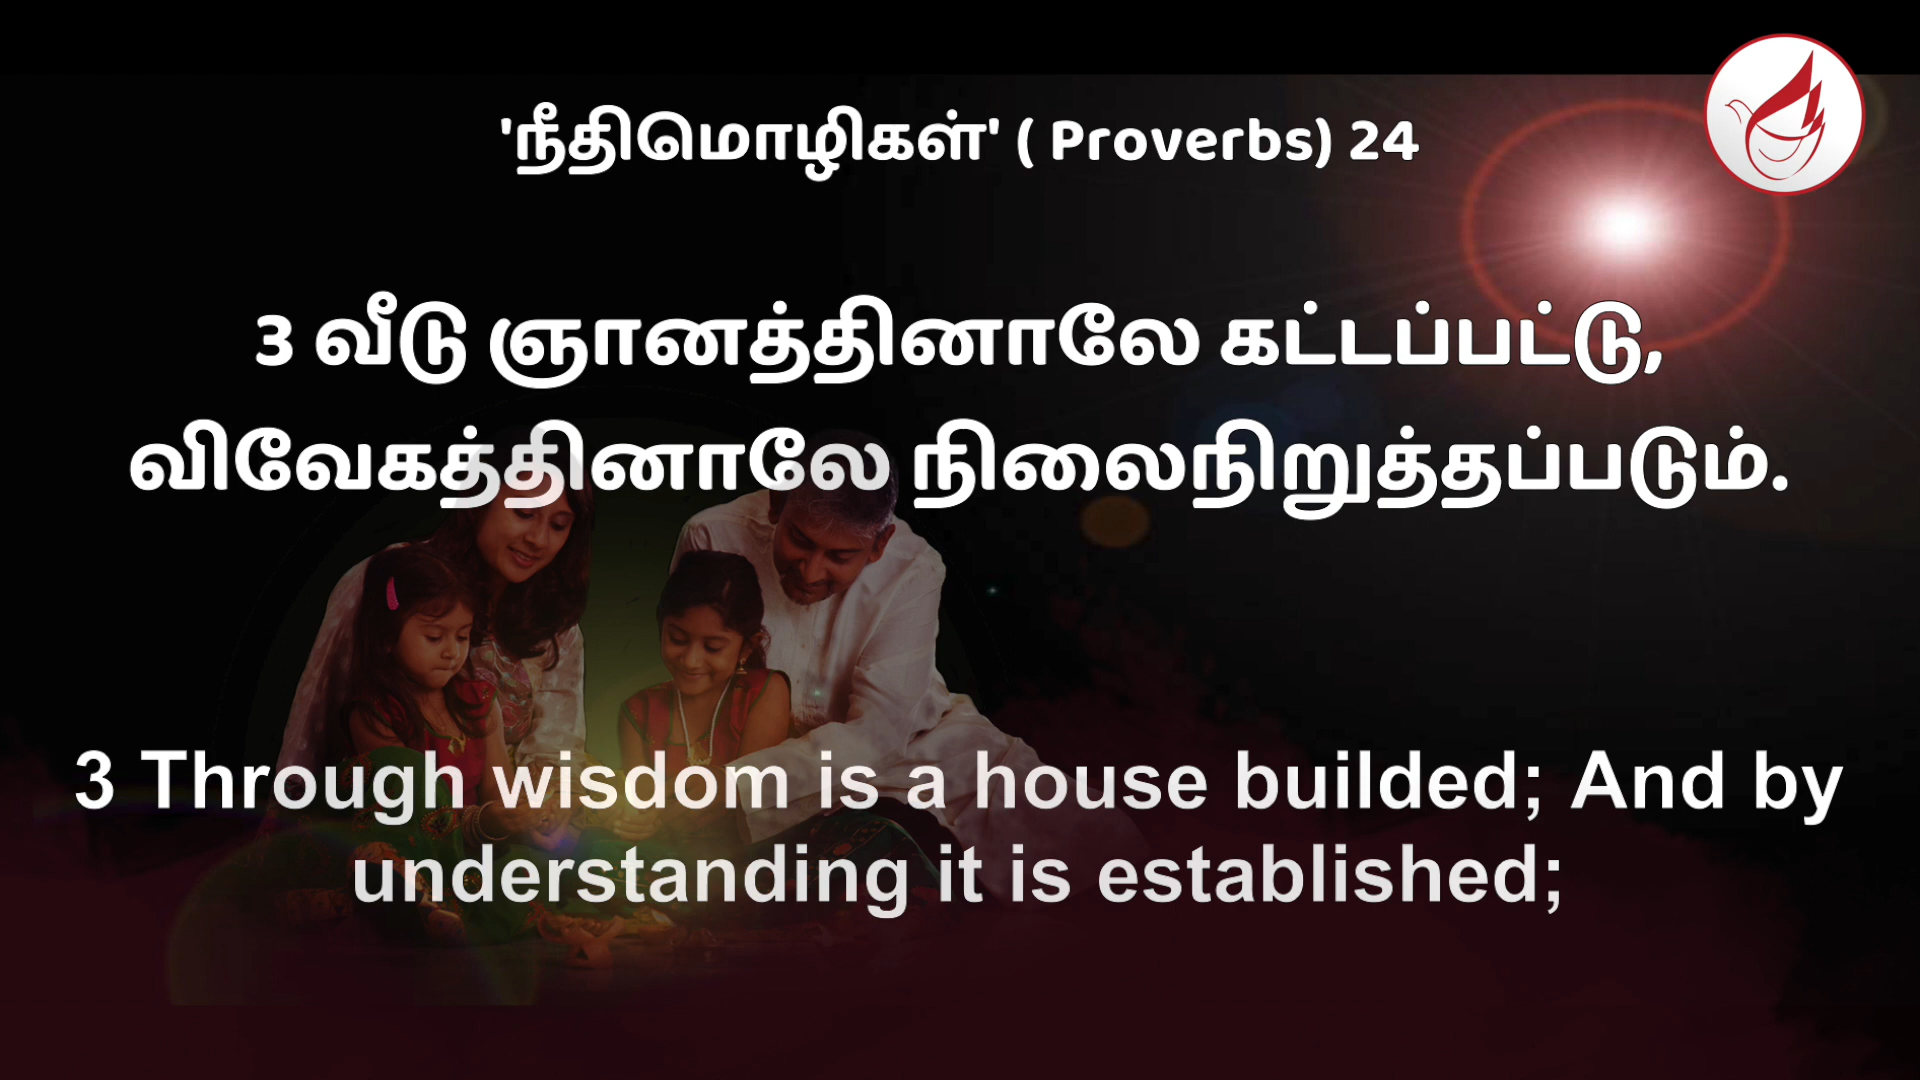 'நீதிமொழிகள்' ( Proverbs) 24
3 வீடு ஞானத்தினாலே கட்டப்பட்டு,
விவேகத்தினாலே நிலைநிறுத்தப்படும்.
3 Through wisdom is a house builded; And by
understanding it is established;